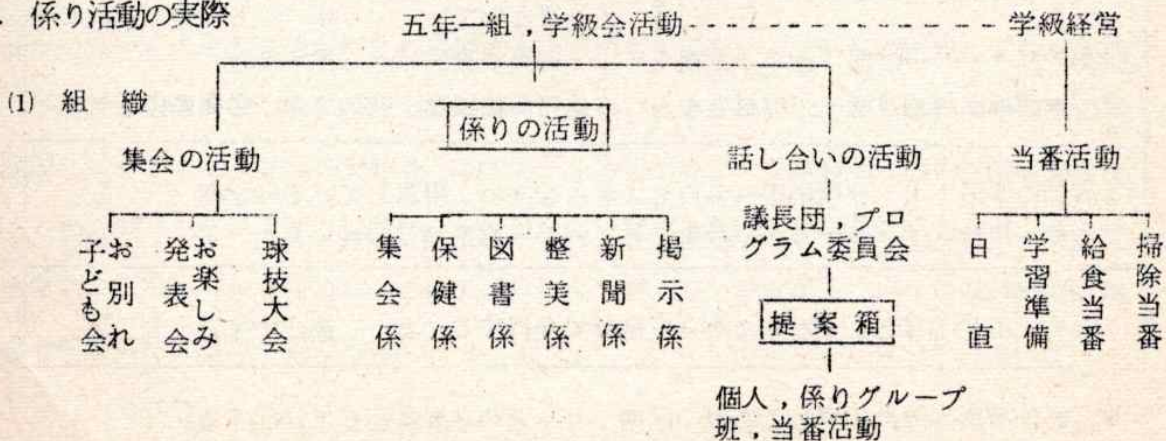 . 係り活動の実際
五年一組，学級会活動 - - - - - - - - - - - - - - 学級経営
(1) 組　織
係りの活動
集会の活動
話し合いの活動
当番活動
お別れ
子ども会
お楽しみ
発表会
球技大会
集会係
保健係
図書係
整美係
新聞係
掲示係
議長団，プロ
グラム委員会
提案箱
個人，係りグループ
班，当番活動
日直
学習準備
給食当番
掃除当番